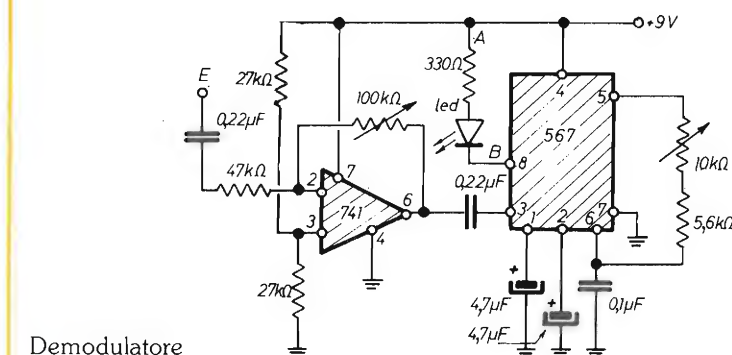 +9V
A
E
27kΩ
330Ω
100kΩ
4
5
0,22µF
led
567
10kΩ
B
8
47kΩ
7
0,22µF
2
741
6
3
7
3
4
1
2
6
5,6kΩ
27kΩ
+
4,7µF
+
4,7µF
0,1µF
Demodulatore